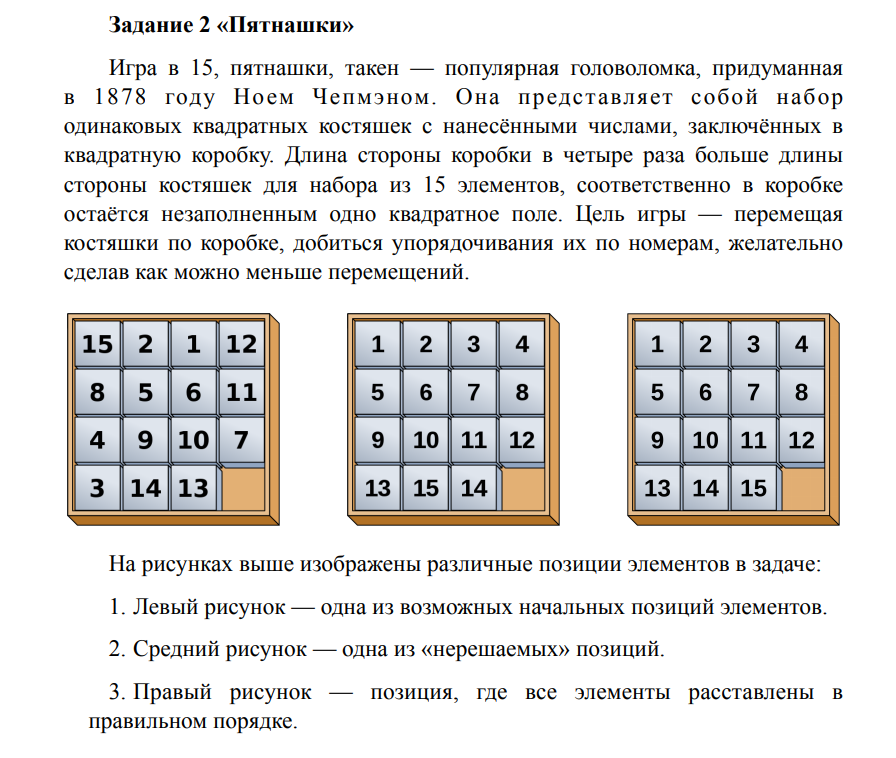 Задание 2 «Пятнашки»
Игра в 15, пятнашки, такен — популярная головоломка, придуманная
в 1878 году Ноем Чепмэном. Она представляет собой набор
одинаковых квадратных костяшек с нанесёнными числами, заключённых в
квадратную коробку. Длина стороны коробки в четыре раза больше длины
стороны костяшек для набора из 15 элементов, соответственно в коробке
остаётся незаполненным одно квадратное поле. Цель игры — перемещая
костяшки по коробке, добиться упорядочивания их по номерам, желательно
сделав как можно меньше перемещений.
15 2 1 12
8 5 6 11
4 9 10 7
3 14 13
1 2 3 4
5 6 7 8
9 10 11 12
13 15 14
1 2 3 4
5 6 7 8
9 10 11 12
13 14 15
На рисунках выше изображены различные позиции элементов в задаче:
1. Левый рисунок — одна из возможных начальных позиций элементов.
2. Средний рисунок — одна из «нерешаемых» позиций.
3. Правый рисунок — позиция, где все элементы расставлены в
правильном порядке.